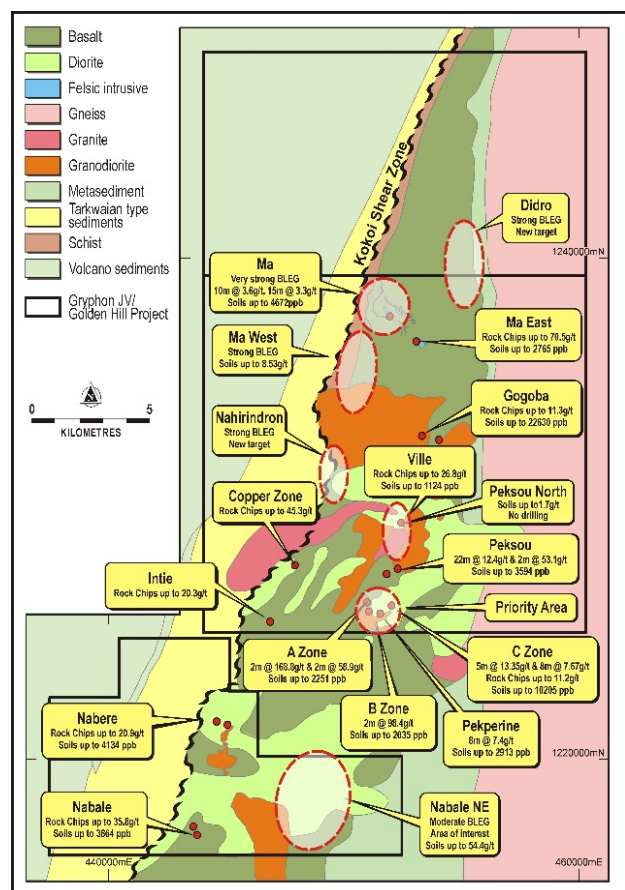 Basalt
Diorite
Felsic intrusive
Gneiss
Granite
Granodiorite
Metasediment
Tarkwaian type
sediments
Schist
Volcano sediments
Gryphon JV/
Golden Hill Project
0 5
KILOMETRES
Kokoi Shear Zone
Didro
Strong BLEG
New target
1240000mN
Ma
Very strong BLEG
10m @ 3.6g/t, 15m @ 3.3g/t
Soils up to 4672ppb
Ma West
Strong BLEG
Soils up to 8.53g/t
Ma East
Rock Chips up to 70.5g/t
Soils up to 2765 ppb
Gogoba
Rock Chips up to 11.3g/t
Soils up to 22630 ppb
Nahirindron
Strong BLEG
New target
Ville
Rock Chips up to 26.8g/t
Soils up to 1124 ppb
Copper Zone
Rock Chips up to 45.3g/t
Peksou North
Soils up to1.7g/t
No drilling
Peksou
22m @ 12.4g/t & 2m @ 53.1g/t
Soils up to 3594 ppb
Intie
Rock Chips up to 20.3g/t
Priority Area
A Zone
2m @ 168.8g/t & 2m @ 58.9g/t
Soils up to 2251 ppb
C Zone
5m @ 13.35g/t & 8m @ 7.67g/t
Rock Chips up to 11.2g/t
Soils up to 10205 ppb
B Zone
2m @ 98.4g/t
Soils up to 2035 ppb
Pekperine
8m @ 7.4g/t
Soils up to 2913 ppb
Nabere
Rock Chips up to 20.9g/t
Soils up to 4134 ppb
1220000mN
Nabale
Rock Chips up to 35.8g/t
Soils up to 3864 ppb
Nabale NE
Moderate BLEG
Area of interest
Soils up to 54.4g/t
440000mE
460000mE